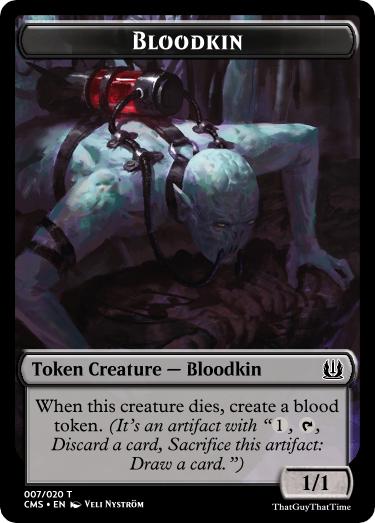 Bloodkin
Token Creature — Bloodkin
When this creature dies, create a blood
token. (It's an artifact with “1, T,
Discard a card, Sacrifice this artifact:
Draw a card.”)
1/1
007/020 T
CMS • EN Veli Nyström
ThatGuyThatTime